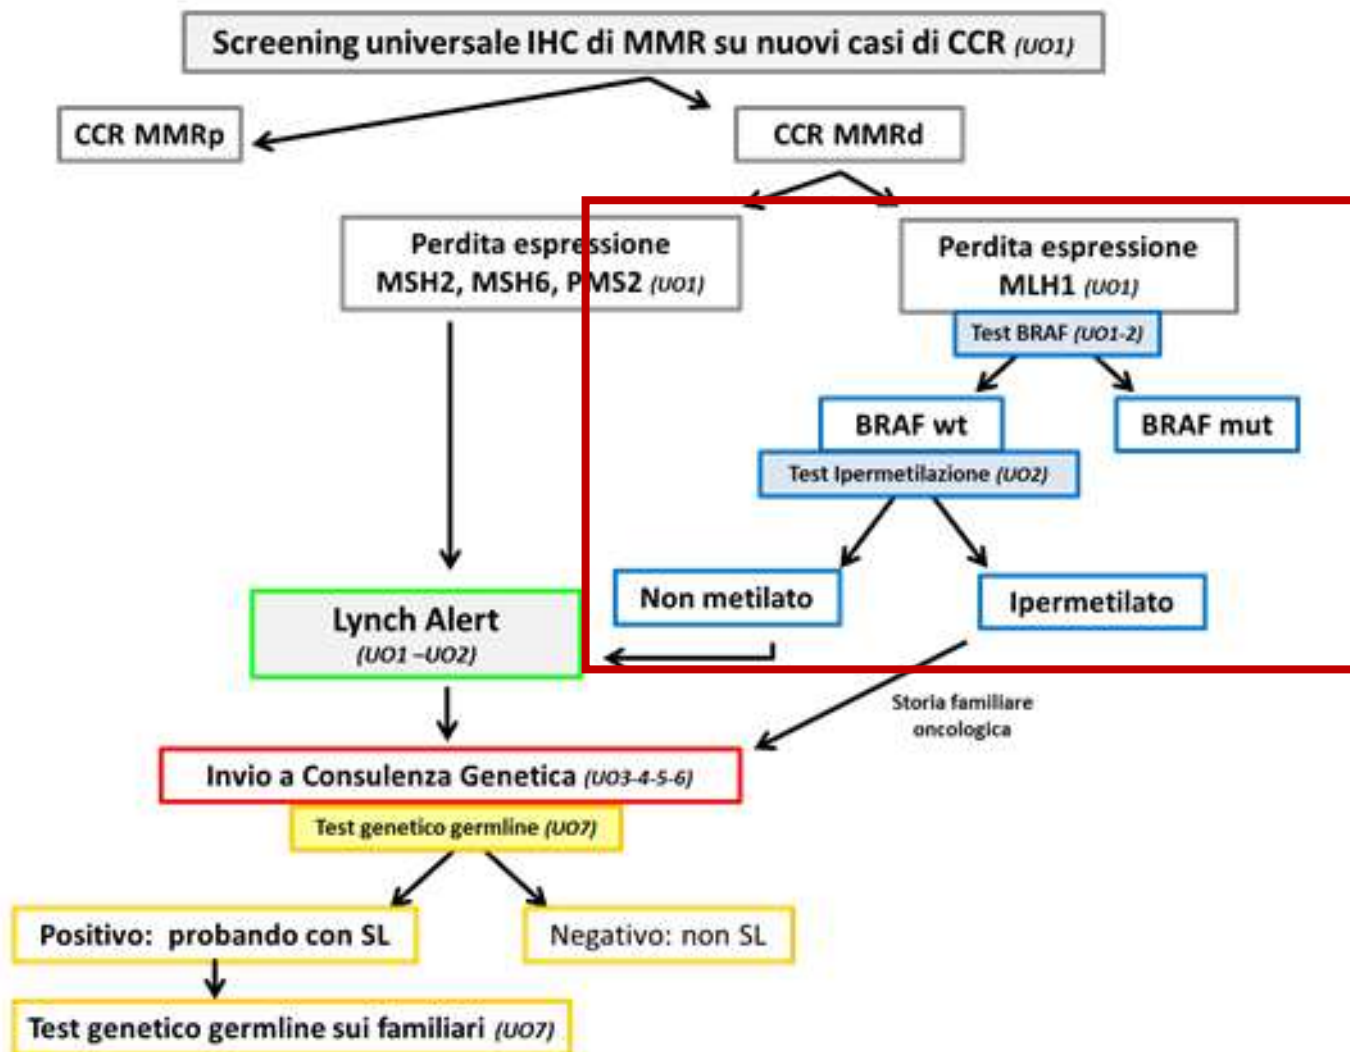 Screening universale IHC di MMR su nuovi casi di CCR (UO1)
CCR MMRp
CCR MMRd
Perdita espressione
MSH2, MSH6, PMS2 (UO1)
Perdita espressione
MLH1 (UO1)
Test BRAF (UO1-2)
BRAF wt
BRAF mut
Test Ipermetilazione (UO2)
Non metilato
Ipermetilato
Lynch Alert
(UO1 –UO2)
Storia familiare
oncologica
Invio a Consulenza Genetica (UO3-4-5-6)
Test genetico germline (UO7)
Positivo: probando con SL
Negativo: non SL
Test genetico germline sui familiari (UO7)